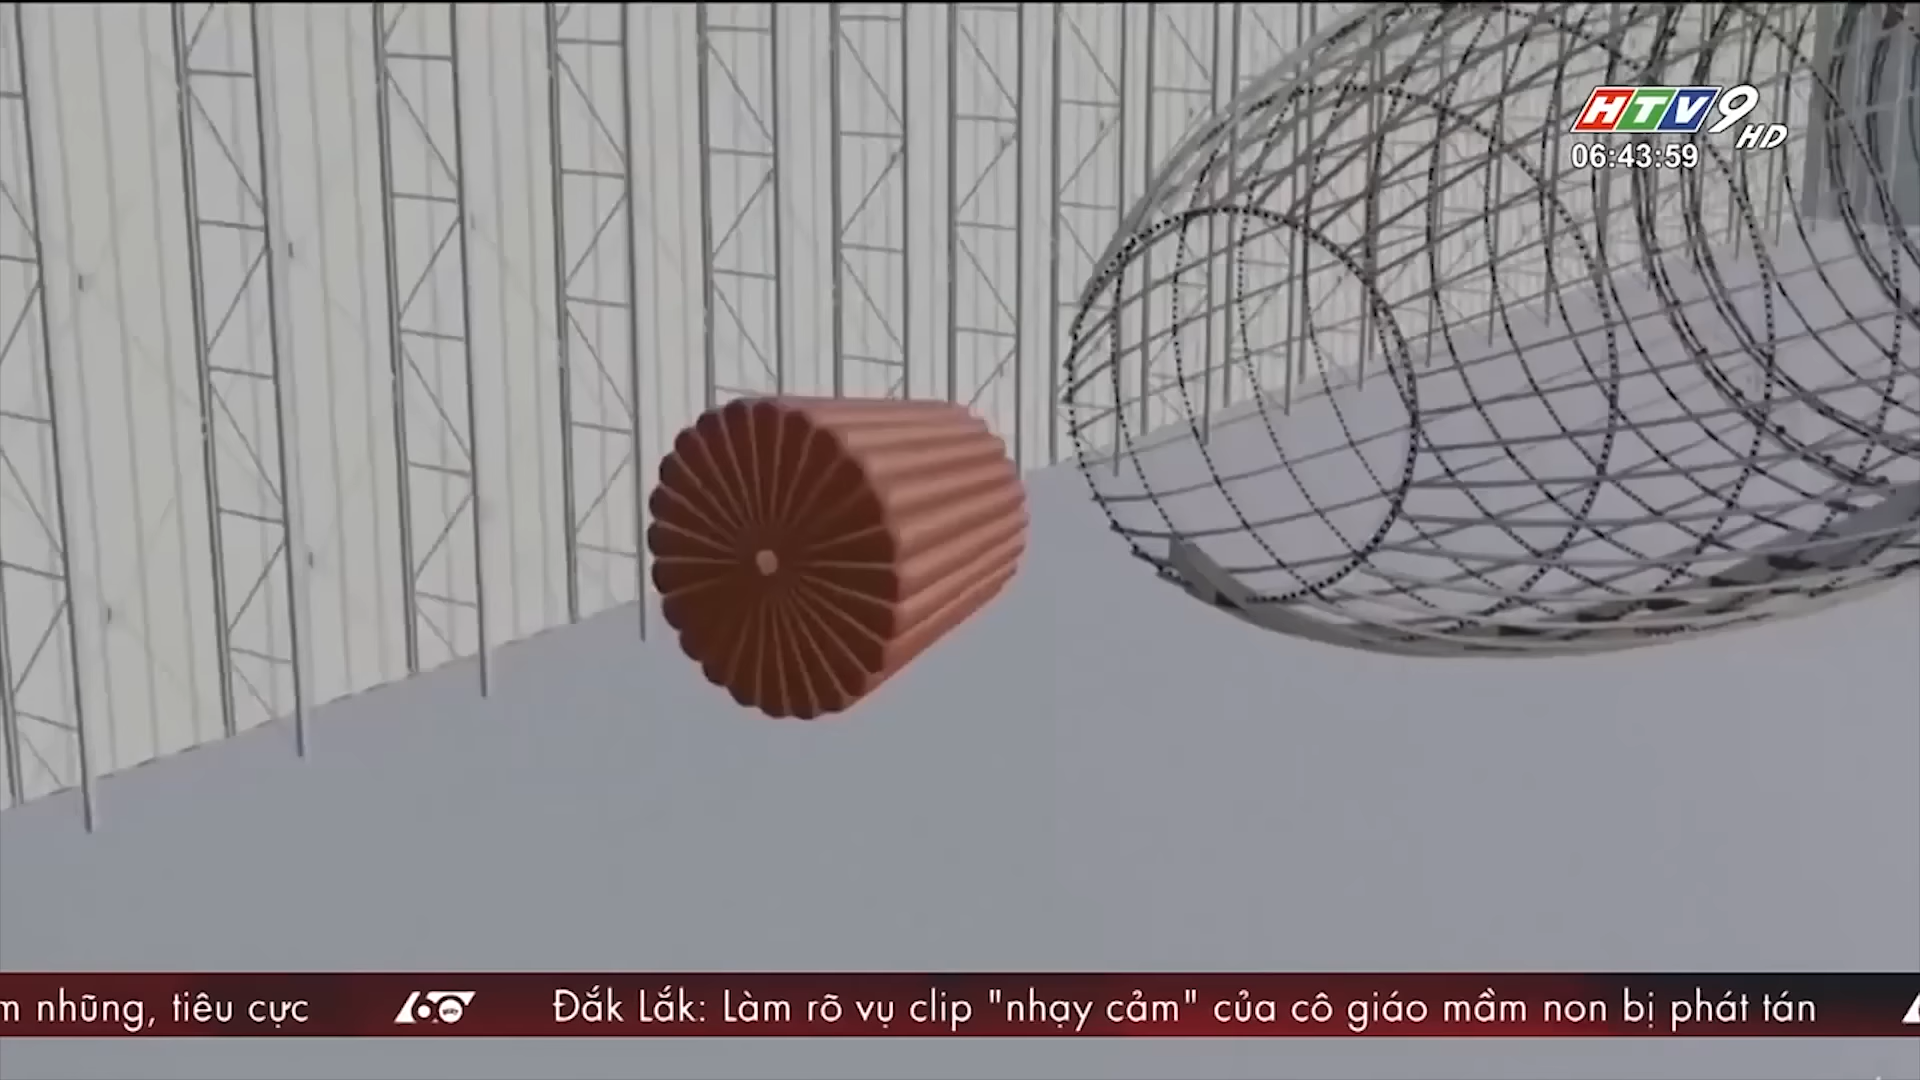 HTV9 HD
06:43:59
nhũng, tiêu cực
60
Đắk Lắk: Làm rõ vụ clip "nhạy cảm" của cô giáo mầm non bị phát tán